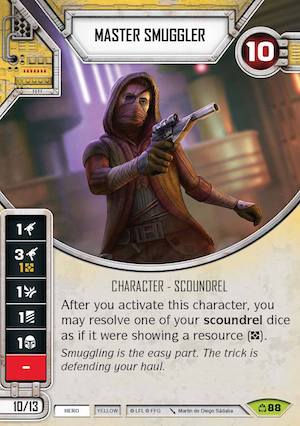 MASTER SMUGGLER
10
1
3
1
1
1
1
-
CHARACTER - SCOUNDREL
After you activate this character, you
may resolve one of your scoundrel dice
as if it were showing a resource ( ).
Smuggling is the easy part. The trick is
defending your haul.
10/13
HERO
YELLOW
© LFL © FFG
Martin de Diego Sádaba
88